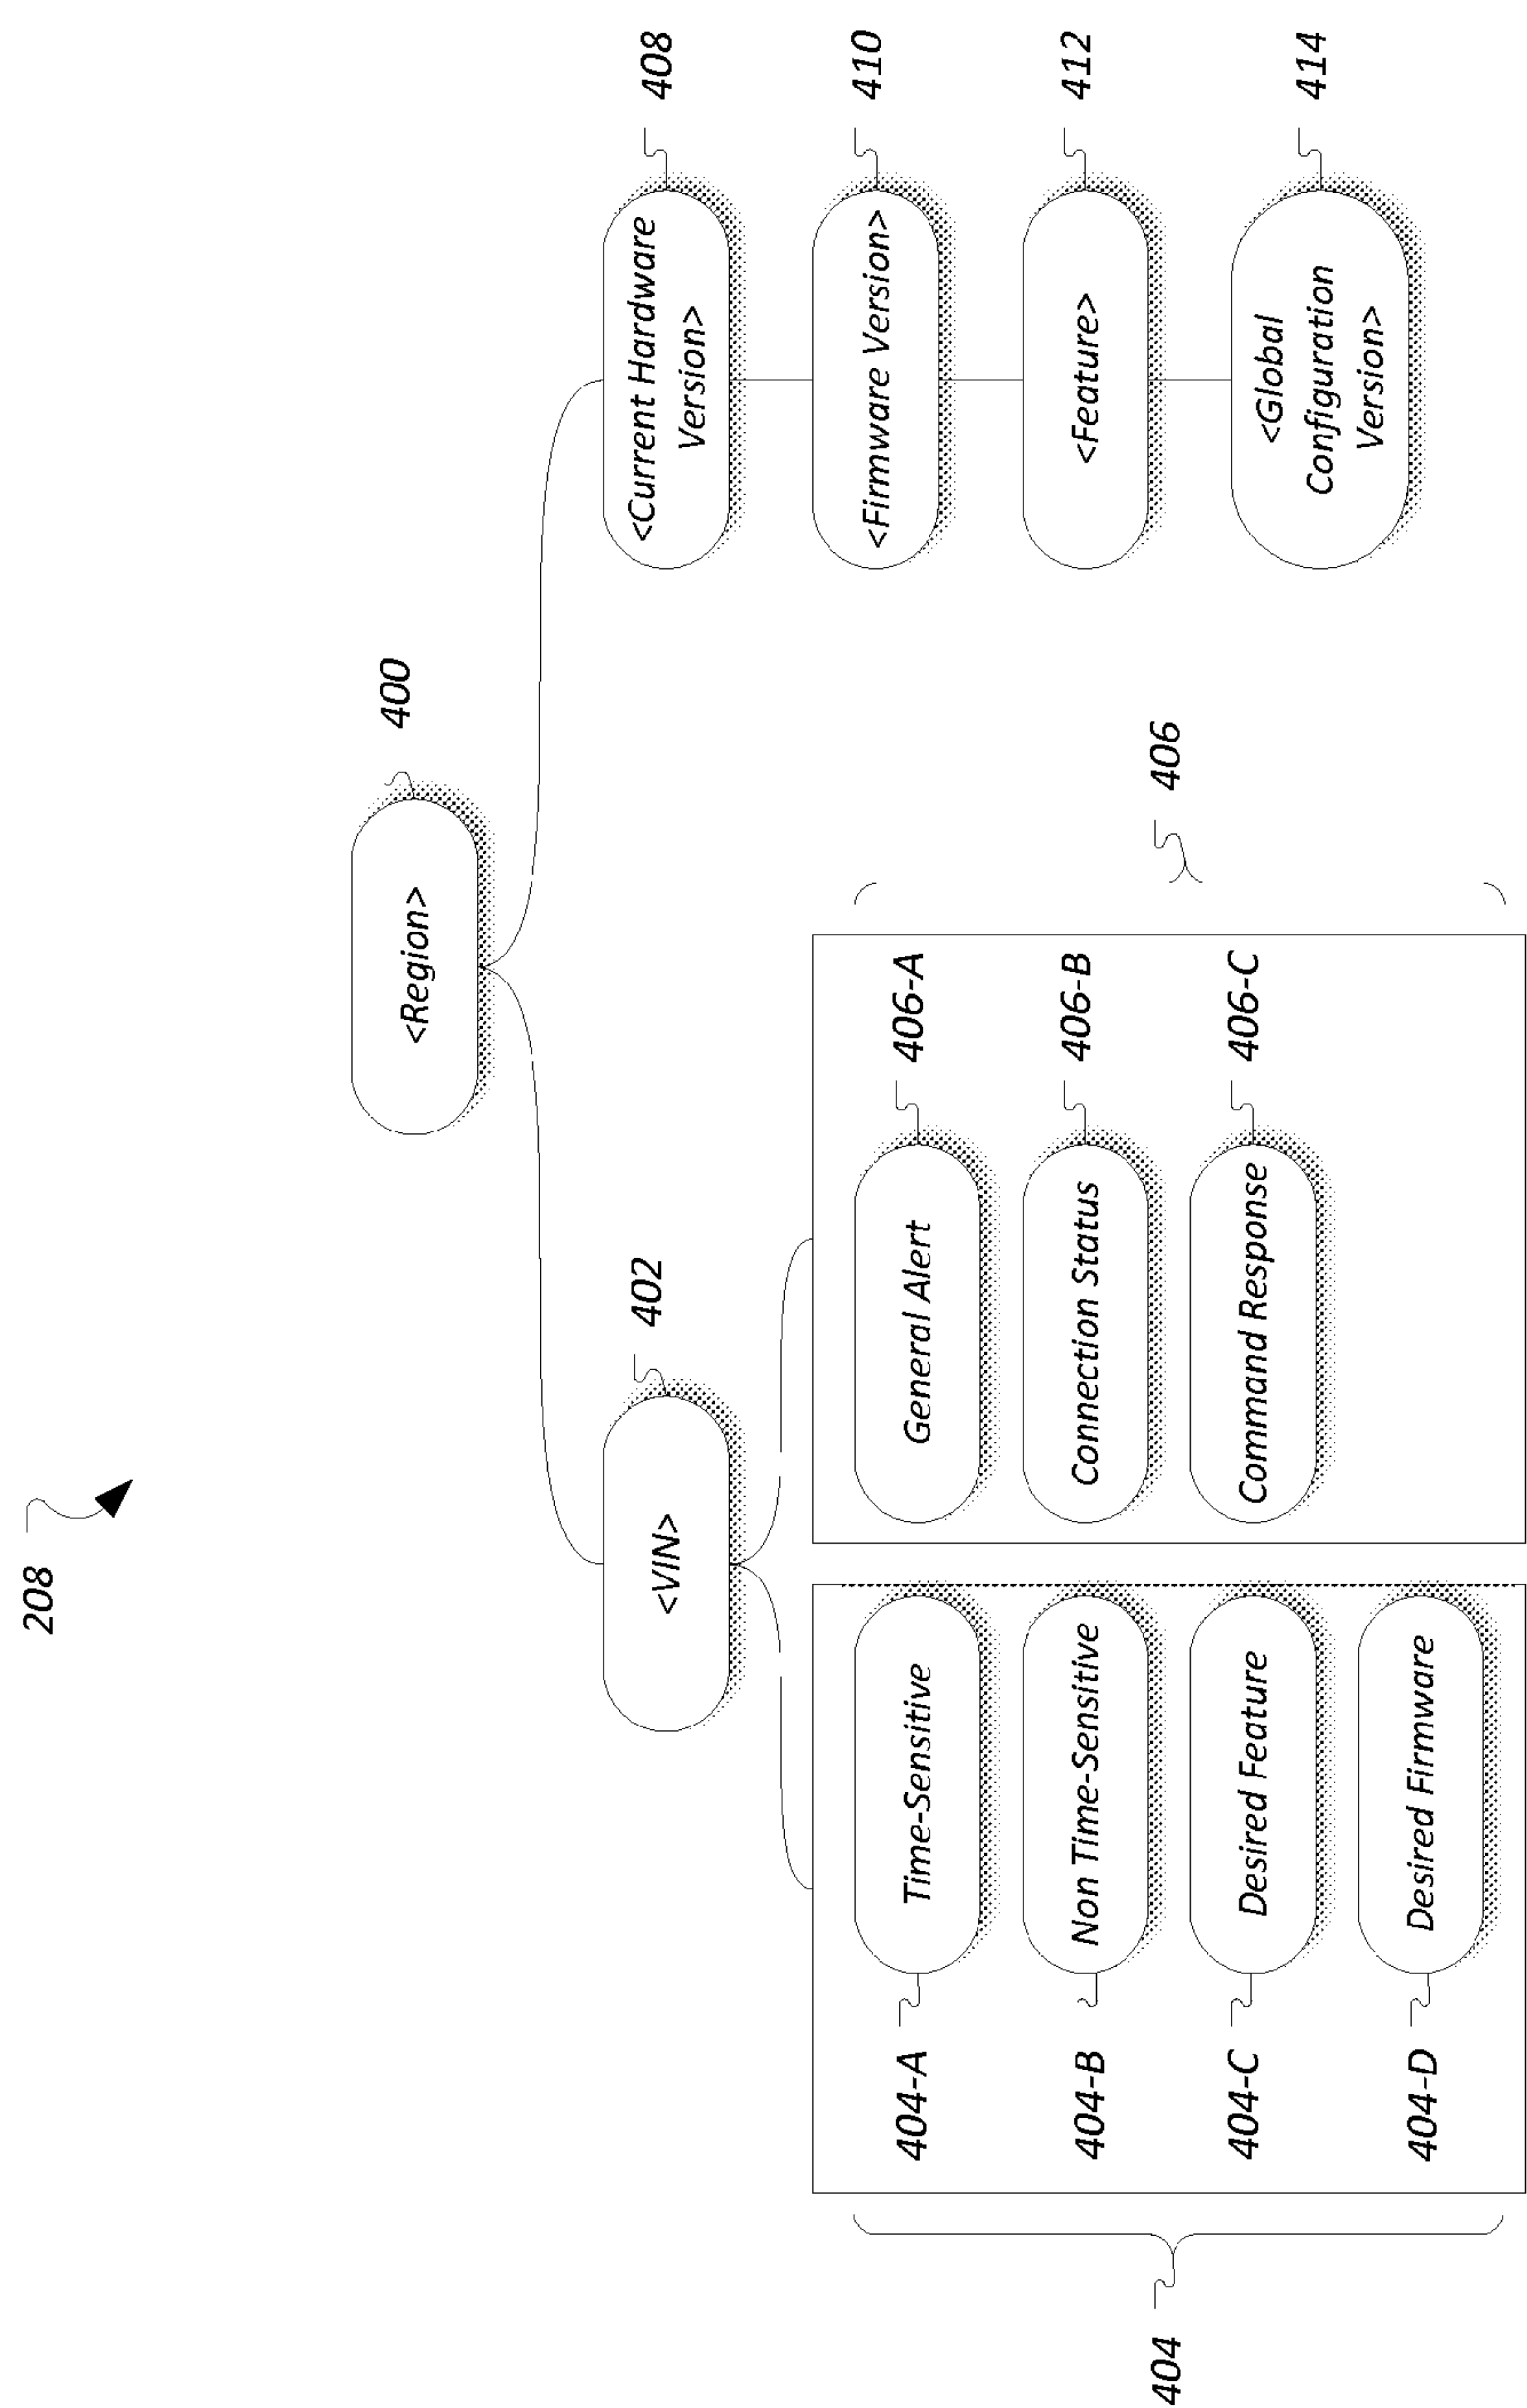 208
<Region>
400
<VIN>
402
<Current Hardware
Version>
408
<Firmware Version>
410
<Feature>
412
<Global
Configuration
Version>
414
404
404-A
Time-Sensitive
404-B
Non Time-Sensitive
404-C
Desired Feature
404-D
Desired Firmware
General Alert
406-A
Connection Status
406-B
Command Response
406-C
406